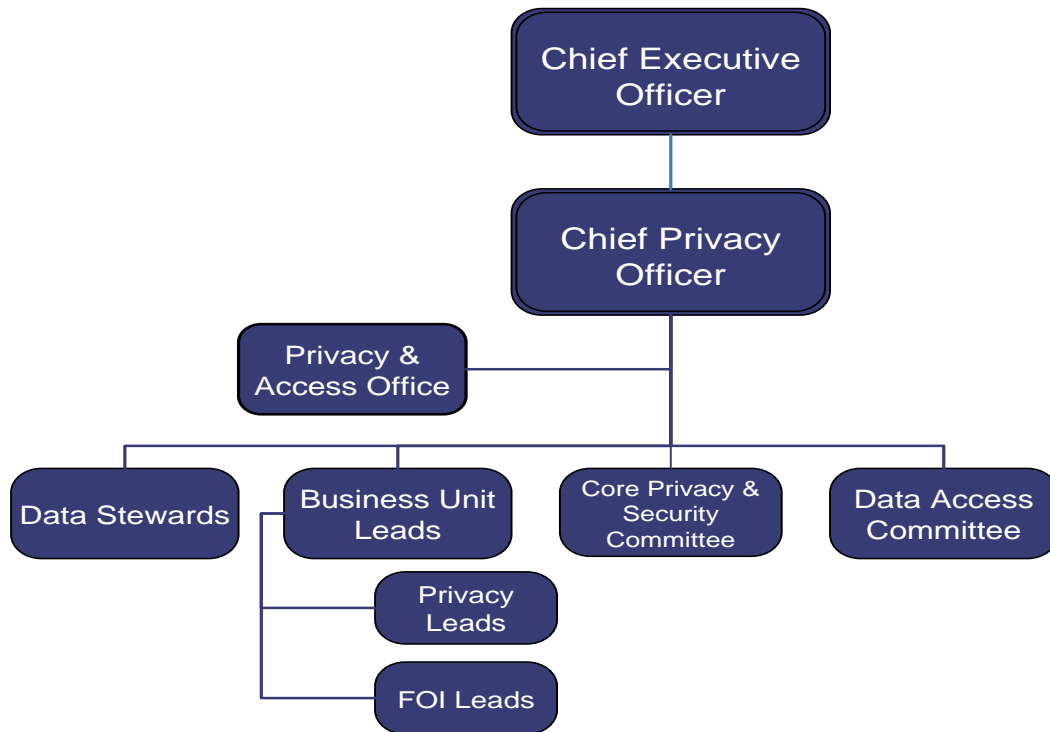 Chief Executive
Officer
Chief Privacy
Officer
Privacy &
Access Office
Data Stewards
Business Unit
Leads
Core Privacy &
Security
Committee
Data Access
Committee
Privacy
Leads
FOI Leads